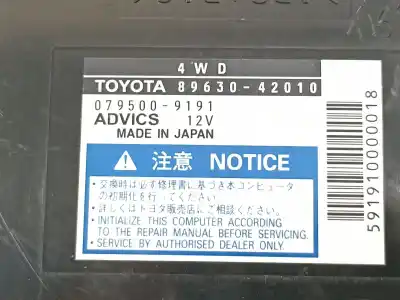 4WD
TOYOTA 89630-42010
079500-9191
ADVICS 12V
MADE IN JAPAN
注意 NOTICE
・交換時は必ず修理書に基づき本コンピュータ
の初期化を行ってください
・詳しくはトヨタ販売店にご相談ください。
・INITIALIZE THIS COMPUTER ACCORDING
TO THE REPAIR MANUAL BEFORE SERVICING.
・SERVICE BY AUTHORISED DEALER ONLY.
591910000018